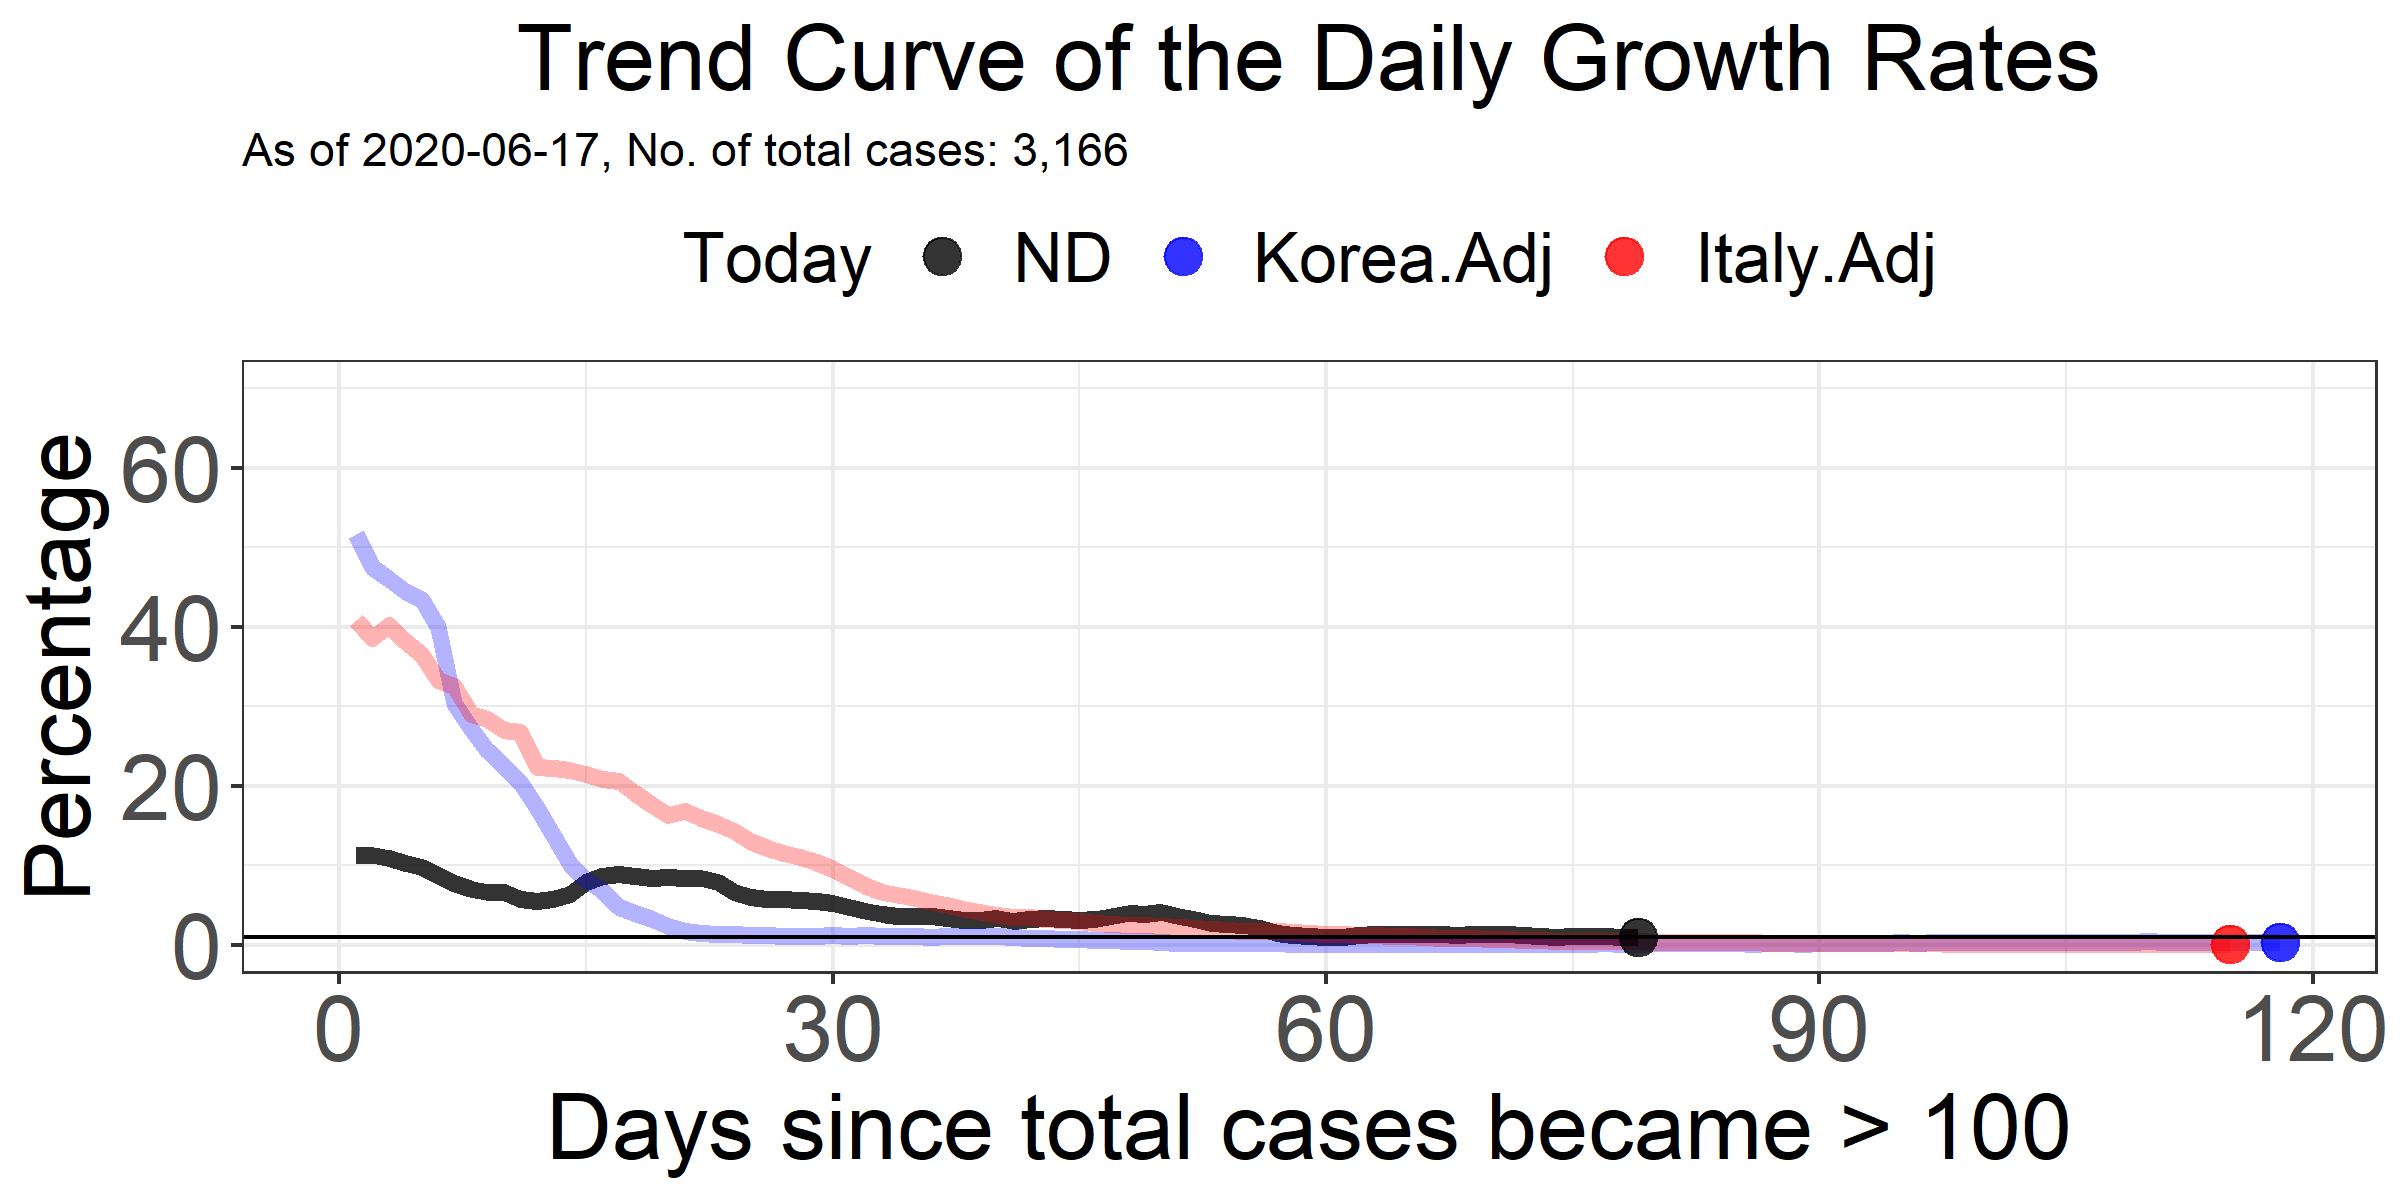 Trend Curve of the Daily Growth Rates
As of 2020-06-17, No. of total cases: 3,166
Today ND Korea.Adj Italy.Adj
Percentage
60
40
20
0
0 30 60 90 120
Days since total cases became > 100